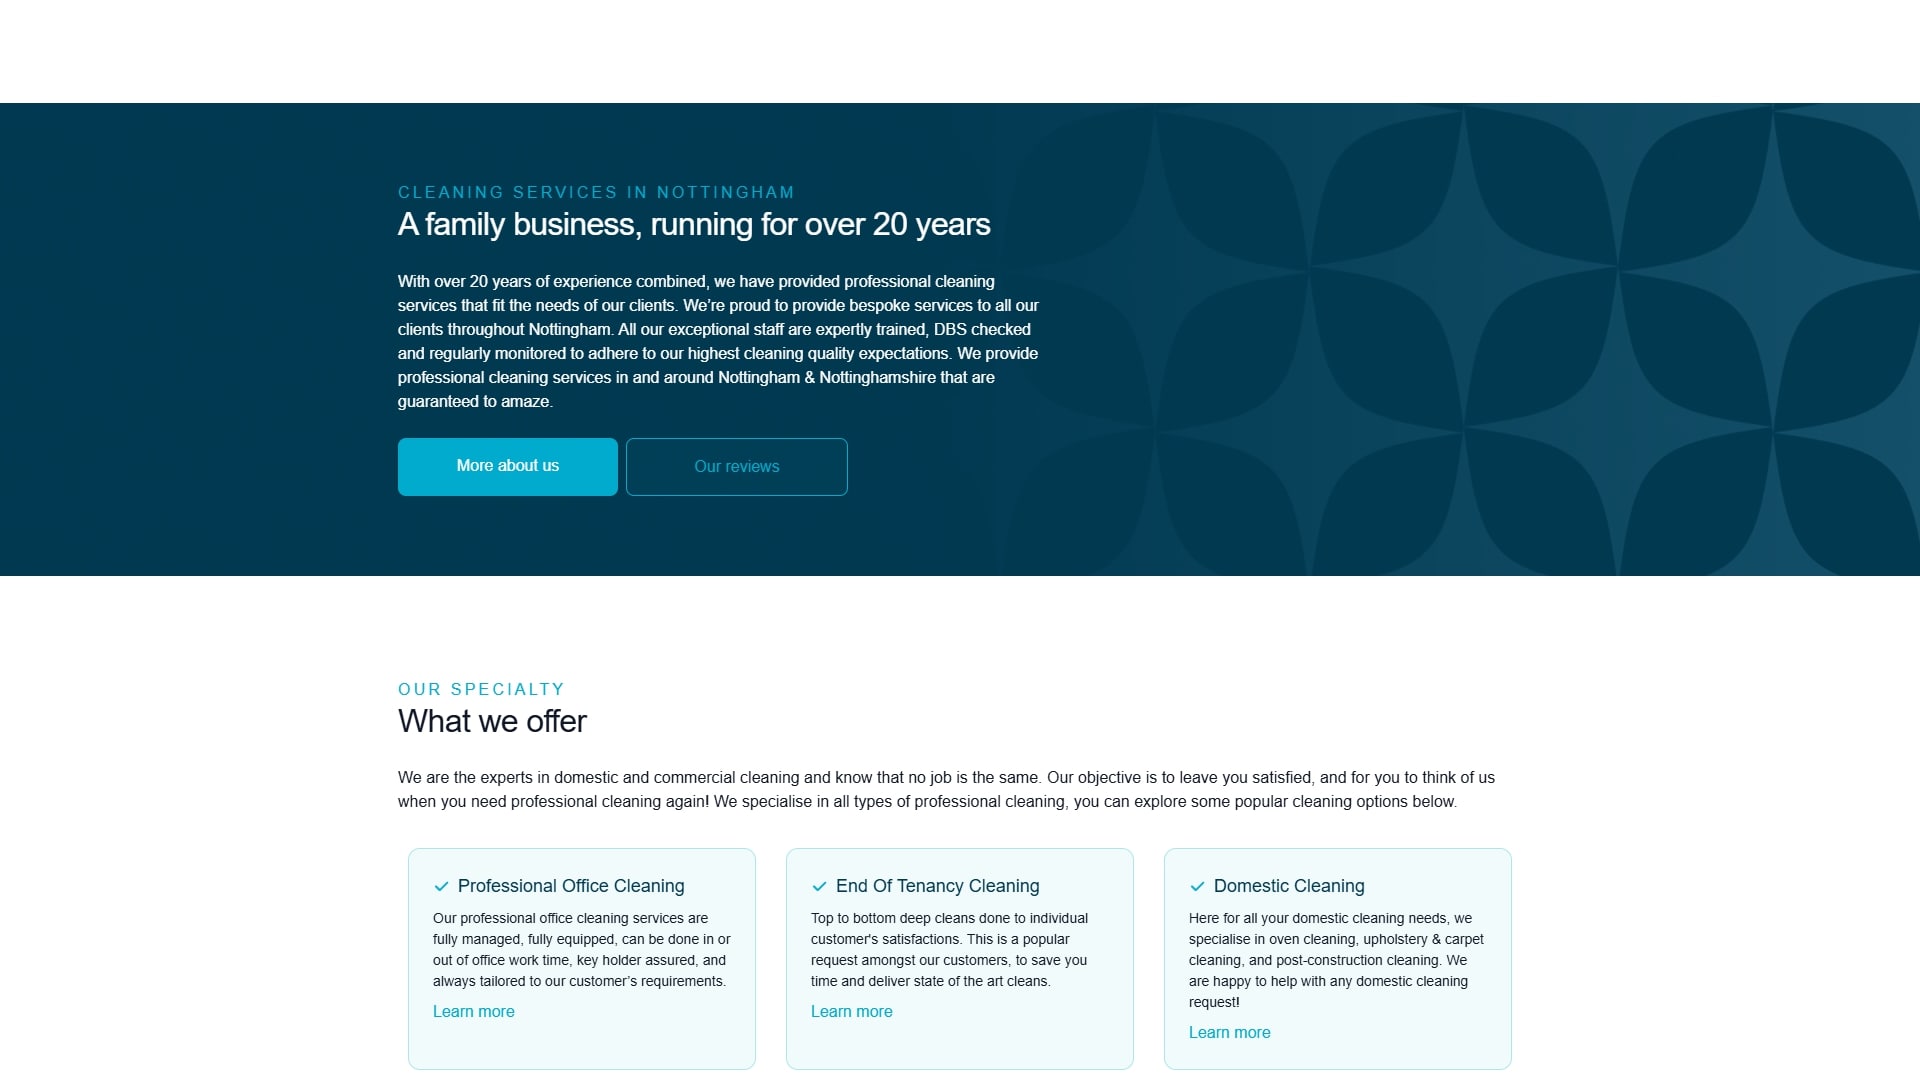 CLEANING SERVICES IN NOTTINGHAM
A family business, running for over 20 years
With over 20 years of experience combined, we have provided professional cleaning
services that fit the needs of our clients. We’re proud to provide bespoke services to all our
clients throughout Nottingham. All our exceptional staff are expertly trained, DBS checked
and regularly monitored to adhere to our highest cleaning quality expectations. We provide
professional cleaning services in and around Nottingham & Nottinghamshire that are
guaranteed to amaze.
More about us
Our reviews
OUR SPECIALTY
What we offer
We are the experts in domestic and commercial cleaning and know that no job is the same. Our objective is to leave you satisfied, and for you to think of us
when you need professional cleaning again! We specialise in all types of professional cleaning, you can explore some popular cleaning options below.
Professional Office Cleaning
Our professional office cleaning services are
fully managed, fully equipped, can be done in or
out of office work time, key holder assured, and
always tailored to our customer’s requirements.
Learn more
End Of Tenancy Cleaning
Top to bottom deep cleans done to individual
customer's satisfactions. This is a popular
request amongst our customers, to save you
time and deliver state of the art cleans.
Learn more
Domestic Cleaning
Here for all your domestic cleaning needs, we
specialise in oven cleaning, upholstery & carpet
cleaning, and post-construction cleaning. We
are happy to help with any domestic cleaning
request!
Learn more